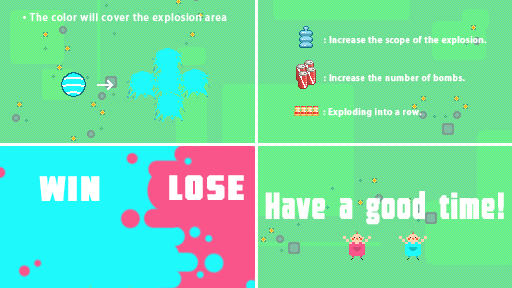 • The color will cover the explosion area
: Increase the scope of the explosion.
: Increase the number of bombs.
: Exploding into a row.
WIN
LOSE
Have a good time!